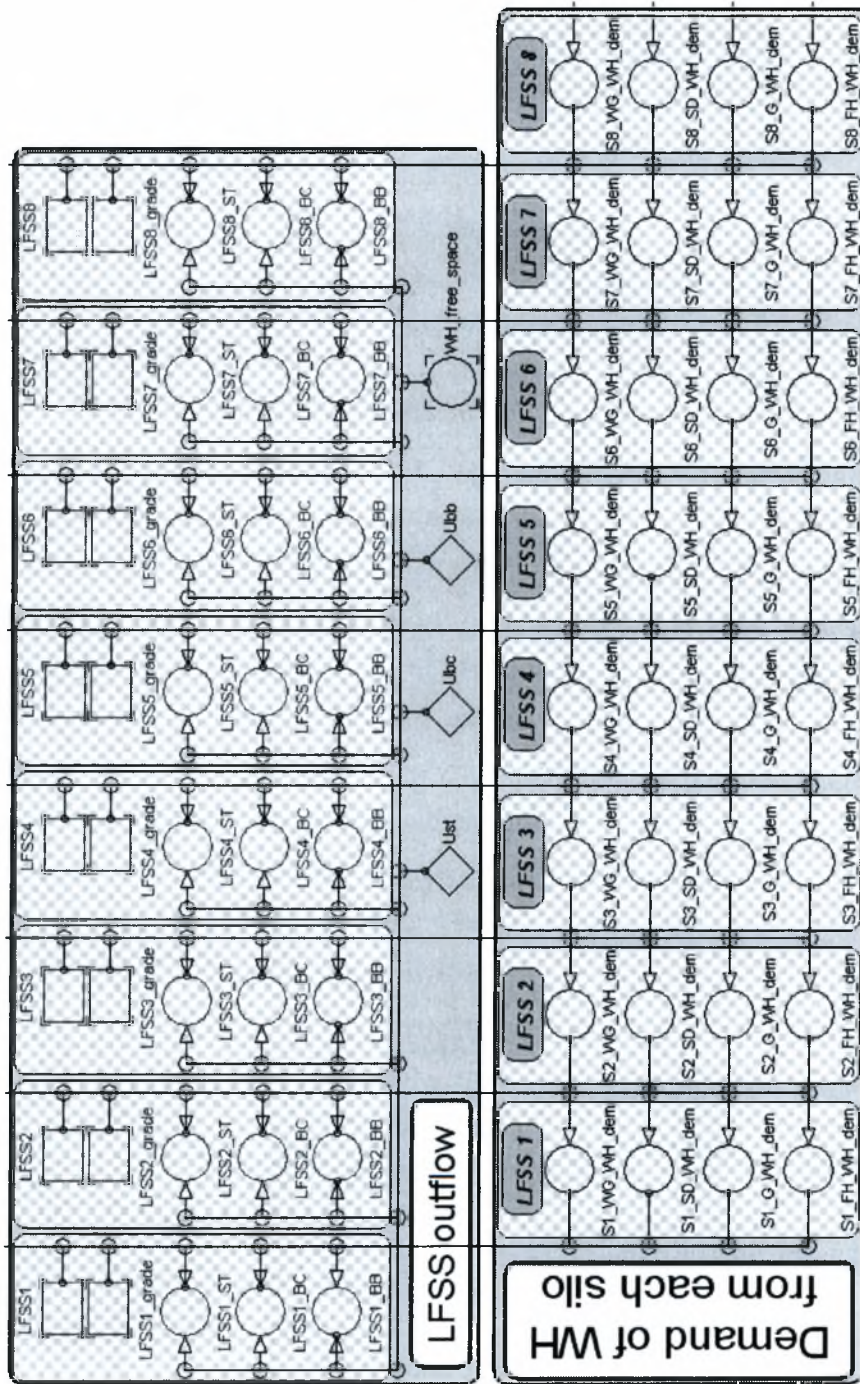 LFSS1
LFSS1_grade
LFSS1_ST
LFSS1_BC
LFSS1_BB
LFSS2
LFSS2_grade
LFSS2_ST
LFSS2_BC
LFSS2_BB
LFSS3
LFSS3_grade
LFSS3_ST
LFSS3_BC
LFSS3_BB
LFSS4
LFSS4_grade
LFSS4_ST
LFSS4_BC
LFSS4_BB
LFSS5
LFSS5_grade
LFSS5_ST
LFSS5_BC
LFSS5_BB
LFSS6
LFSS6_grade
LFSS6_ST
LFSS6_BC
LFSS6_BB
LFSS7
LFSS7_grade
LFSS7_ST
LFSS7_BC
LFSS7_BB
LFSS8
LFSS8_grade
LFSS8_ST
LFSS8_BC
LFSS8_BB
LFSS outflow
Ust
Ubc
Ubb
WH_free_space
Demand of WH
from each silo
LFSS 1
S1_WG_WH_dem
S1_SD_WH_dem
S1_G_WH_dem
S1_FH_WH_dem
LFSS 2
S2_WG_WH_dem
S2_SD_WH_dem
S2_G_WH_dem
S2_FH_WH_dem
LFSS 3
S3_WG_WH_dem
S3_SD_WH_dem
S3_G_WH_dem
S3_FH_WH_dem
LFSS 4
S4_WG_WH_dem
S4_SD_WH_dem
S4_G_WH_dem
S4_FH_WH_dem
LFSS 5
S5_WG_WH_dem
S5_SD_WH_dem
S5_G_WH_dem
S5_FH_WH_dem
LFSS 6
S6_WG_WH_dem
S6_SD_WH_dem
S6_G_WH_dem
S6_FH_WH_dem
LFSS 7
S7_WG_WH_dem
S7_SD_WH_dem
S7_G_WH_dem
S7_FH_WH_dem
LFSS 8
S8_WG_WH_dem
S8_SD_WH_dem
S8_G_WH_dem
S8_FH_WH_dem